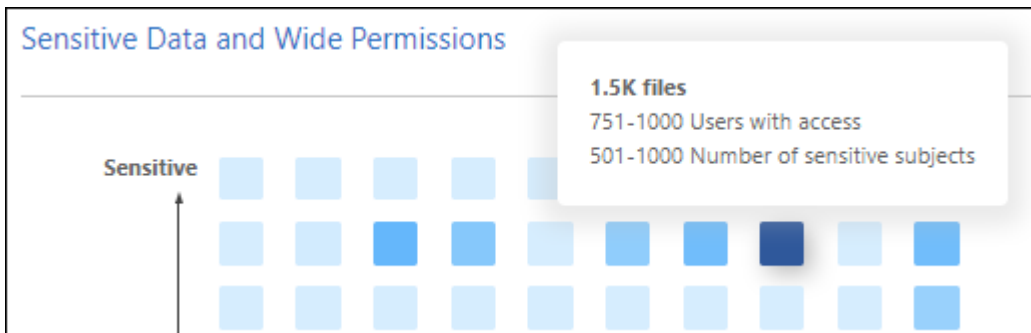 Sensitive Data and Wide Permissions
1.5K files
751-1000 Users with access
501-1000 Number of sensitive subjects
Sensitive